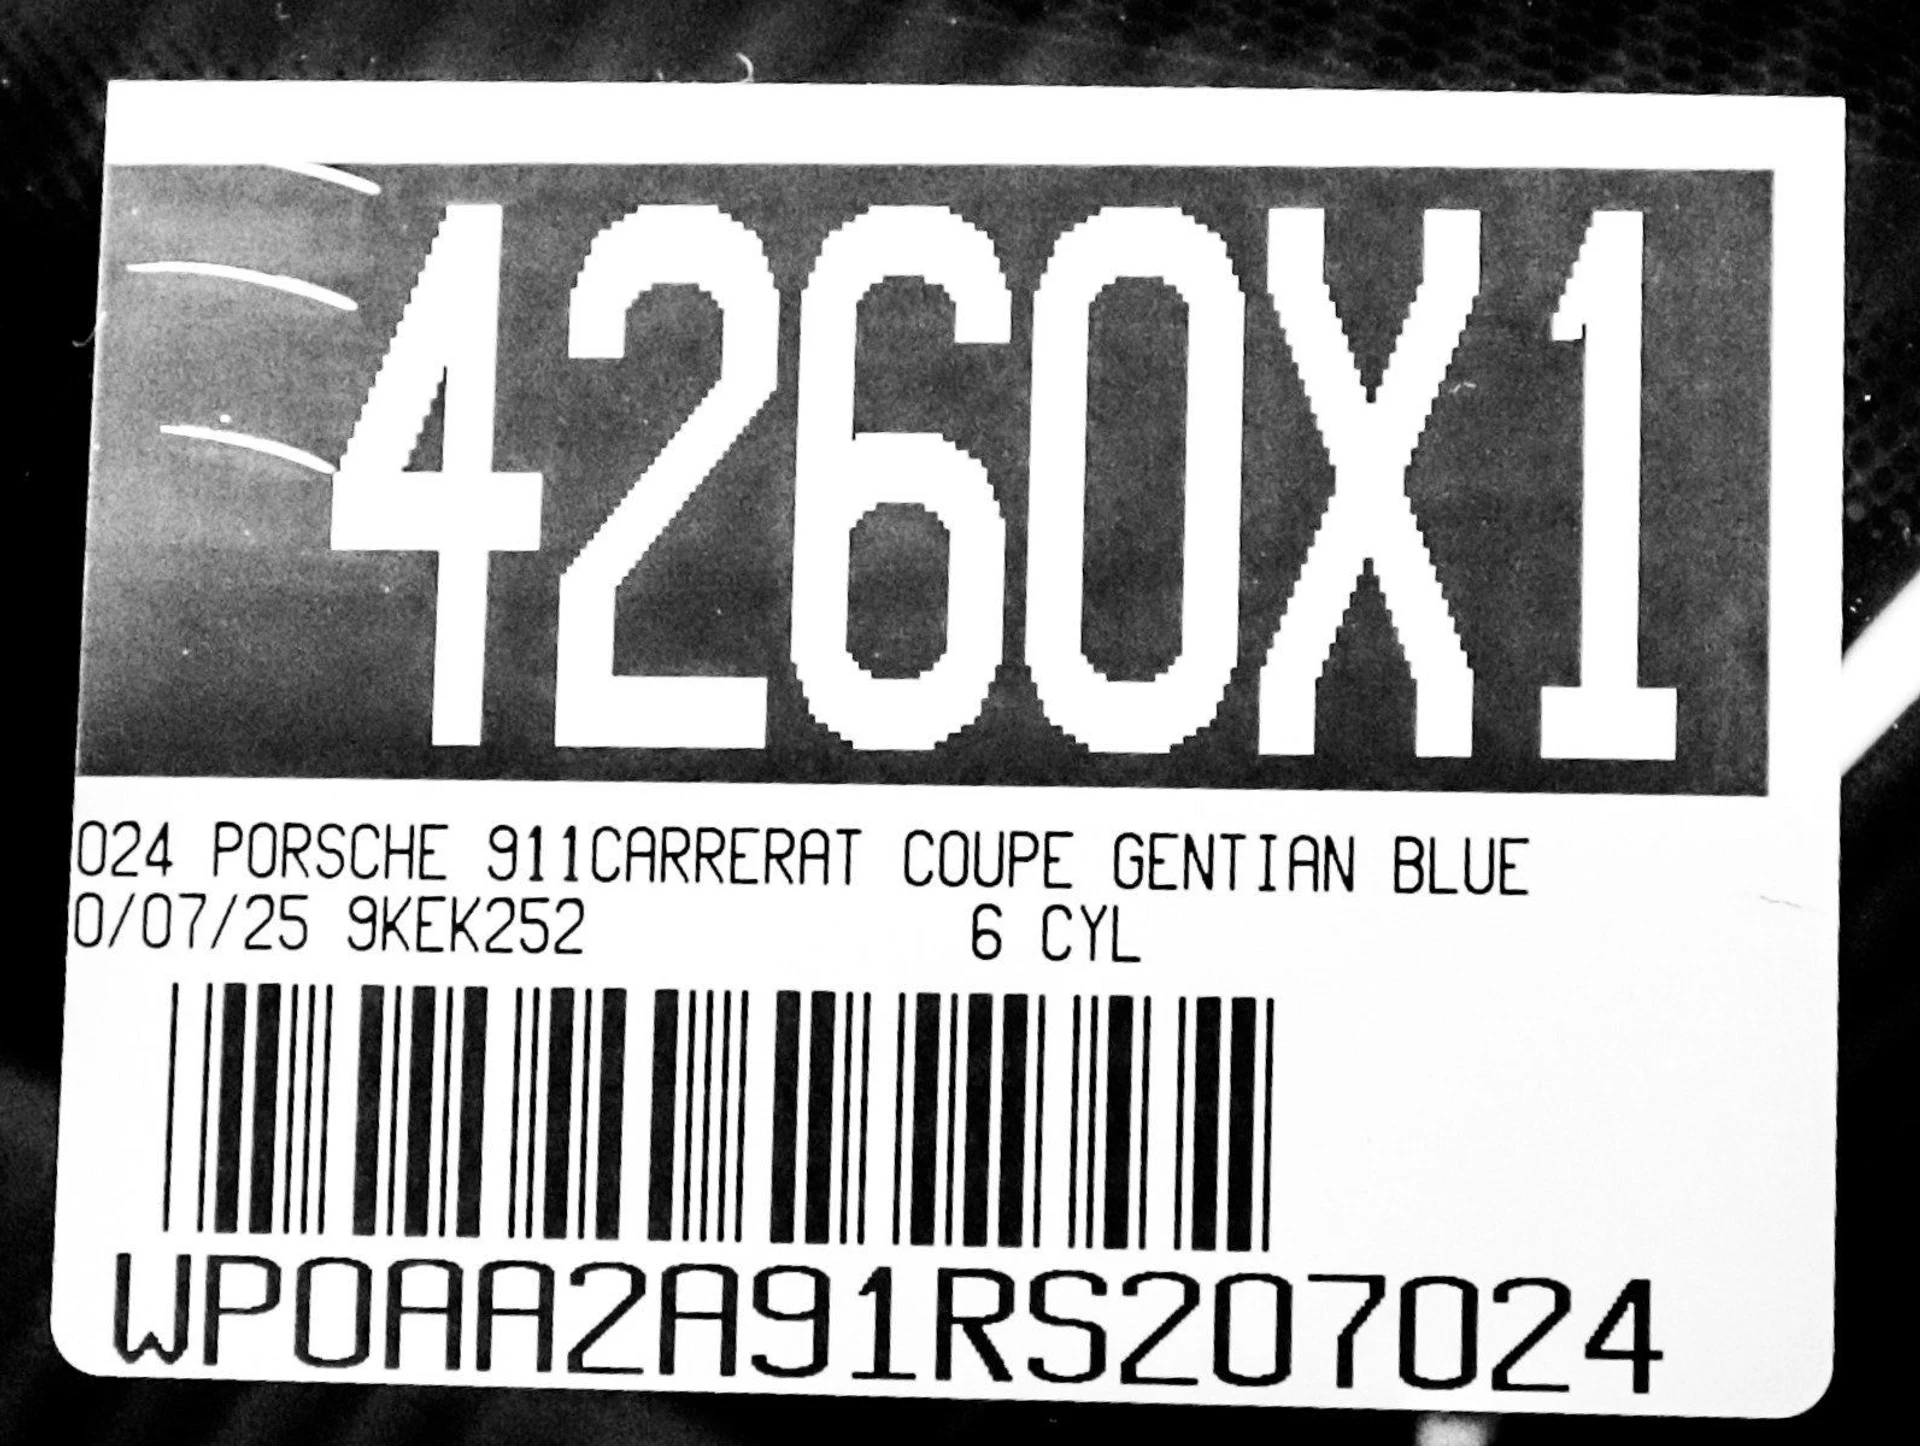 4260X1
024 PORSCHE 911CARRERAT COUPE GENTIAN BLUE
0/07/25 9KEK252 6 CYL
WP0AA2A91RS207024